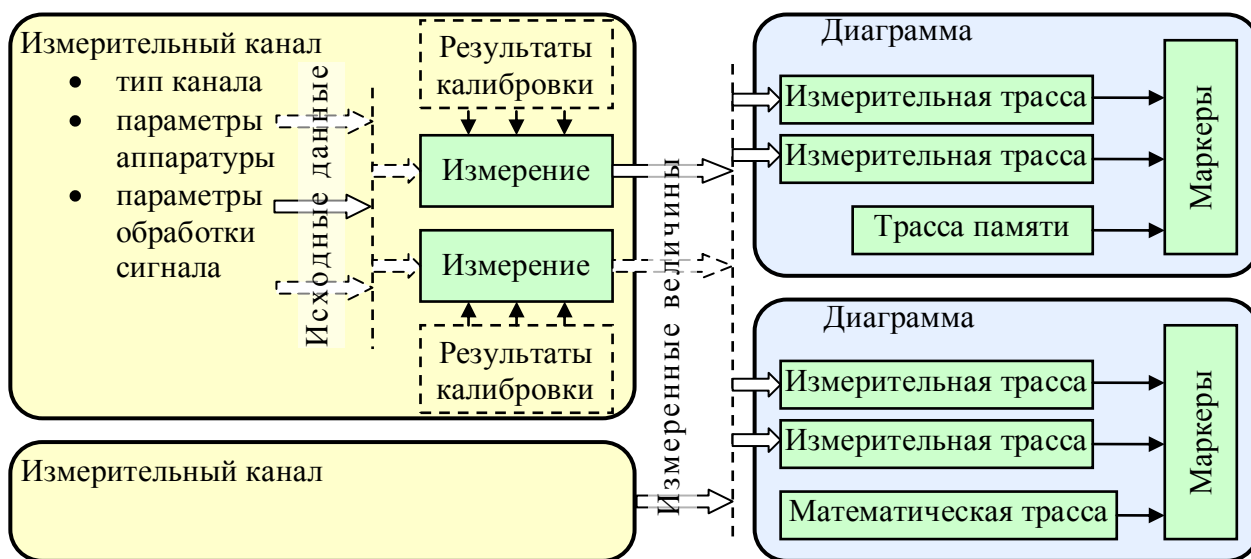 Измерительный канал
• тип канала
• параметры
аппаратуры
• параметры
обработки
сигнала
Исходные данные
Результаты
калибровки
Измерение
Измерение
Результаты
калибровки
Измерительный канал
Измеренные величины
Диаграмма
Измерительная трасса
Измерительная трасса
Трасса памяти
Маркеры
Диаграмма
Измерительная трасса
Измерительная трасса
Математическая трасса
Маркеры